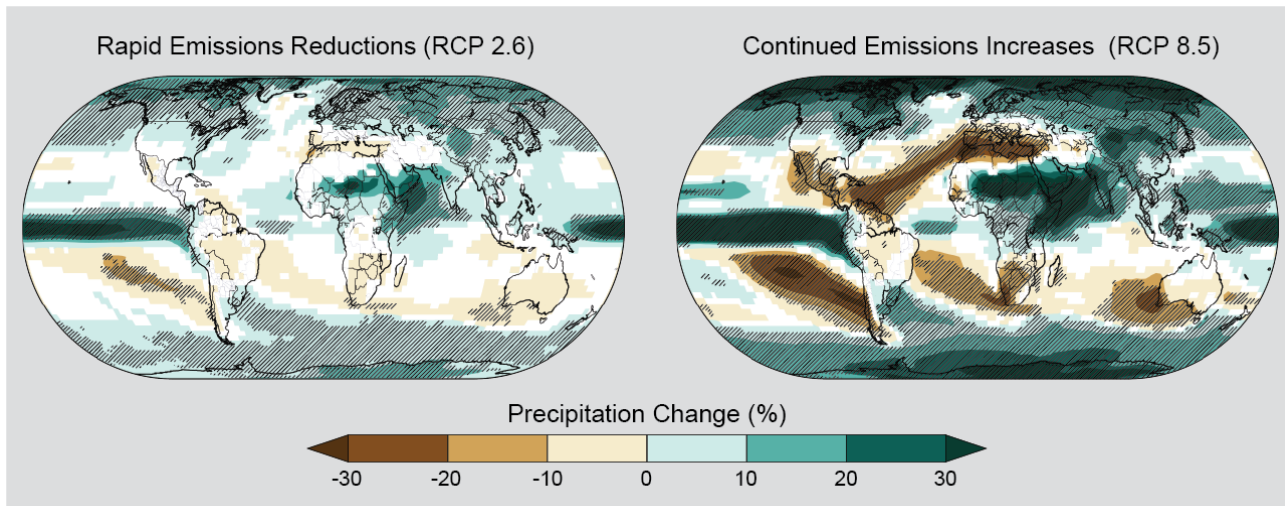 Rapid Emissions Reductions (RCP 2.6)
Continued Emissions Increases (RCP 8.5)
Precipitation Change (%)
-30 -20 -10 0 10 20 30